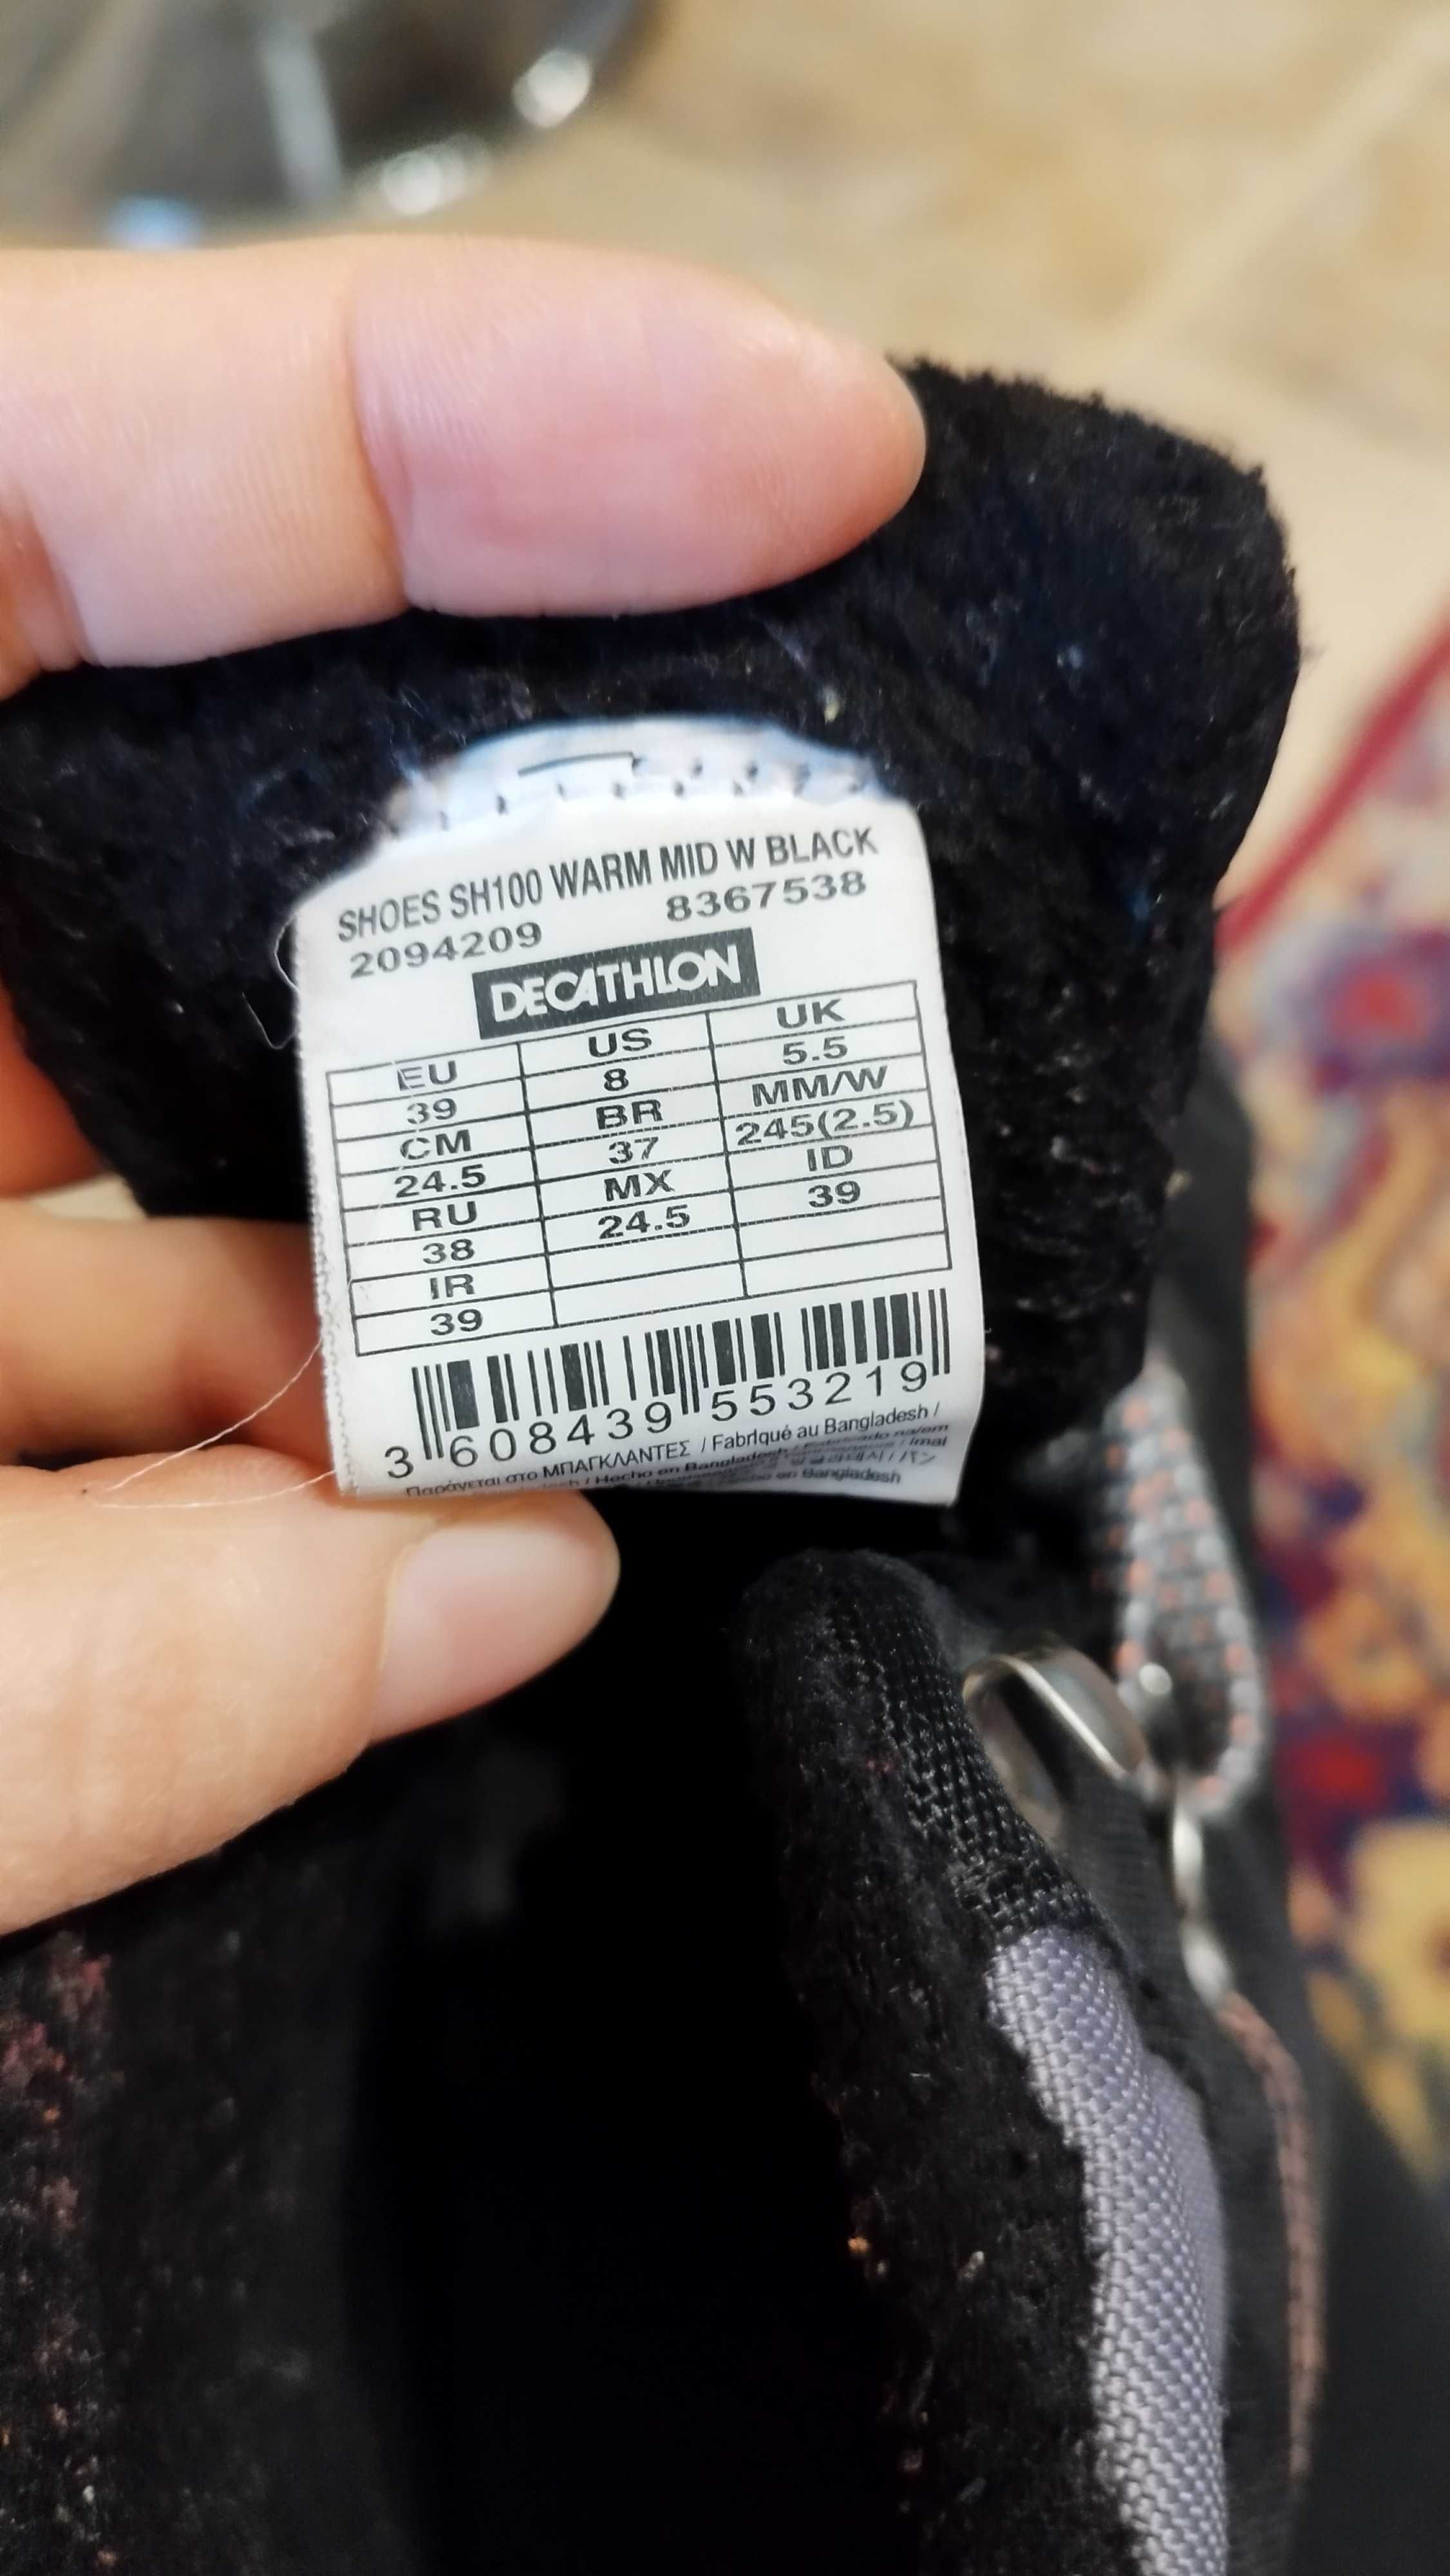 SHOES SH100 WARM MID W BLACK
2094209 8367538
DECATHLON
EU US UK
39 8 5.5
CM BR MM/W
24.5 37 245(2.5)
RU MX ID
38 24.5 39
IR
39
3 608439 553219
Παράγεται στο ΜΠΑΓΚΛΑΝΤΕΣ / Fabriqué au Bangladesh /
/ Hecho en Bangladesh /
en Bangladesh